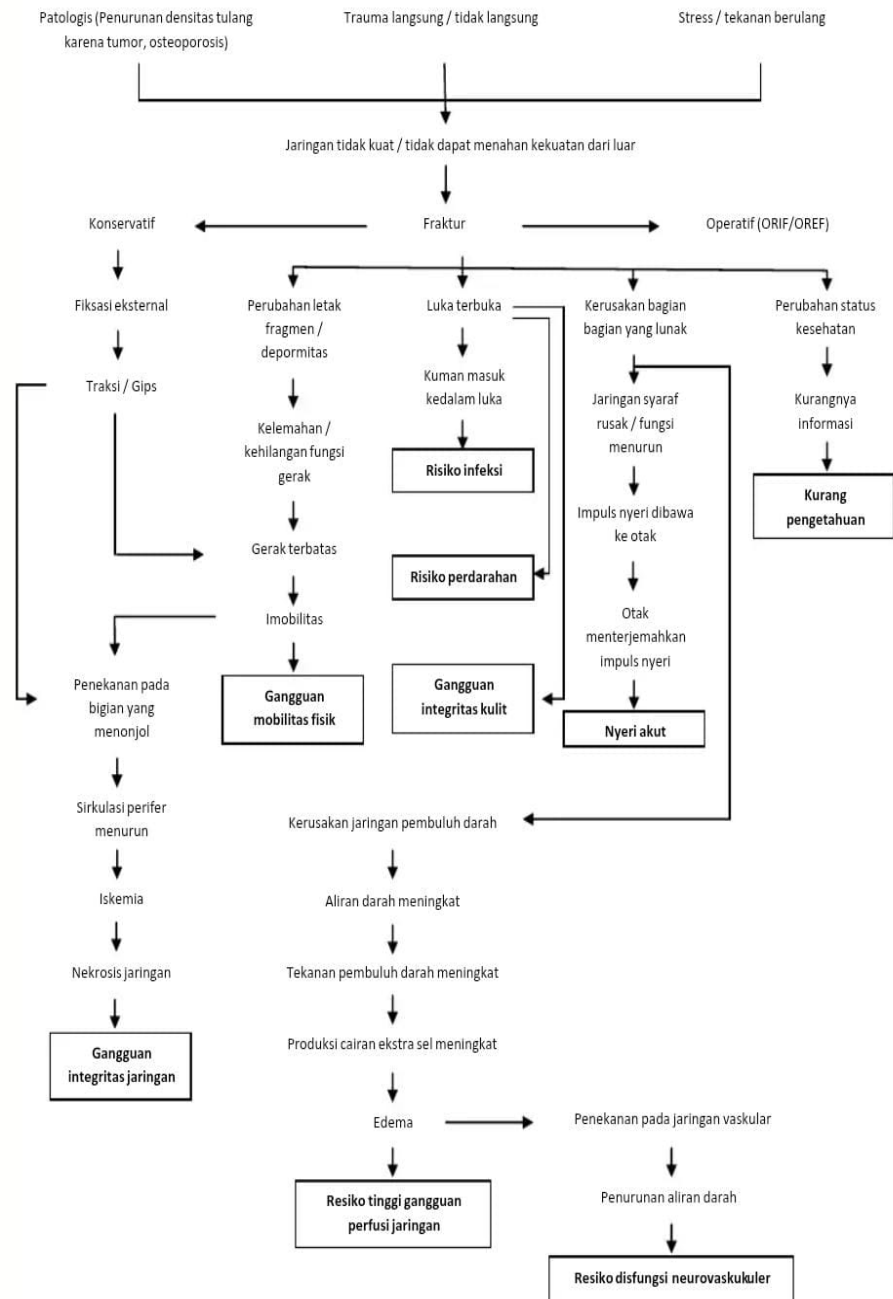 Patologis (Penurunan densitas tulang
karena tumor, osteoporosis)
Trauma langsung / tidak langsung
Stress / tekanan berulang
Jaringan tidak kuat / tidak dapat menahan kekuatan dari luar
Konservatif
Fraktur
Operatif (ORIF/OREF)
Fiksasi eksternal
Perubahan letak
fragmen /
depormitas
Luka terbuka
Kerusakan bagian
bagian yang lunak
Perubahan status
kesehatan
Traksi / Gips
Kuman masuk
kedalam luka
Jaringan syaraf
rusak / fungsi
menurun
Kurangnya
informasi
Kelemahan /
kehilangan fungsi
gerak
Risiko infeksi
Kurang
pengetahuan
Impuls nyeri dibawa
ke otak
Gerak terbatas
Risiko perdarahan
Imobilitas
Otak
menterjemahkan
impuls nyeri
Penekanan pada
bigian yang
menonjol
Gangguan
mobilitas fisik
Gangguan
integritas kulit
Nyeri akut
Sirkulasi perifer
menurun
Kerusakan jaringan pembuluh darah
Iskemia
Aliran darah meningkat
Nekrosis jaringan
Tekanan pembuluh darah meningkat
Gangguan
integritas jaringan
Produksi cairan ekstra sel meningkat
Edema
Penekanan pada jaringan vaskular
Resiko tinggi gangguan
perfusi jaringan
Penurunan aliran darah
Resiko disfungsi neurovaskukuler